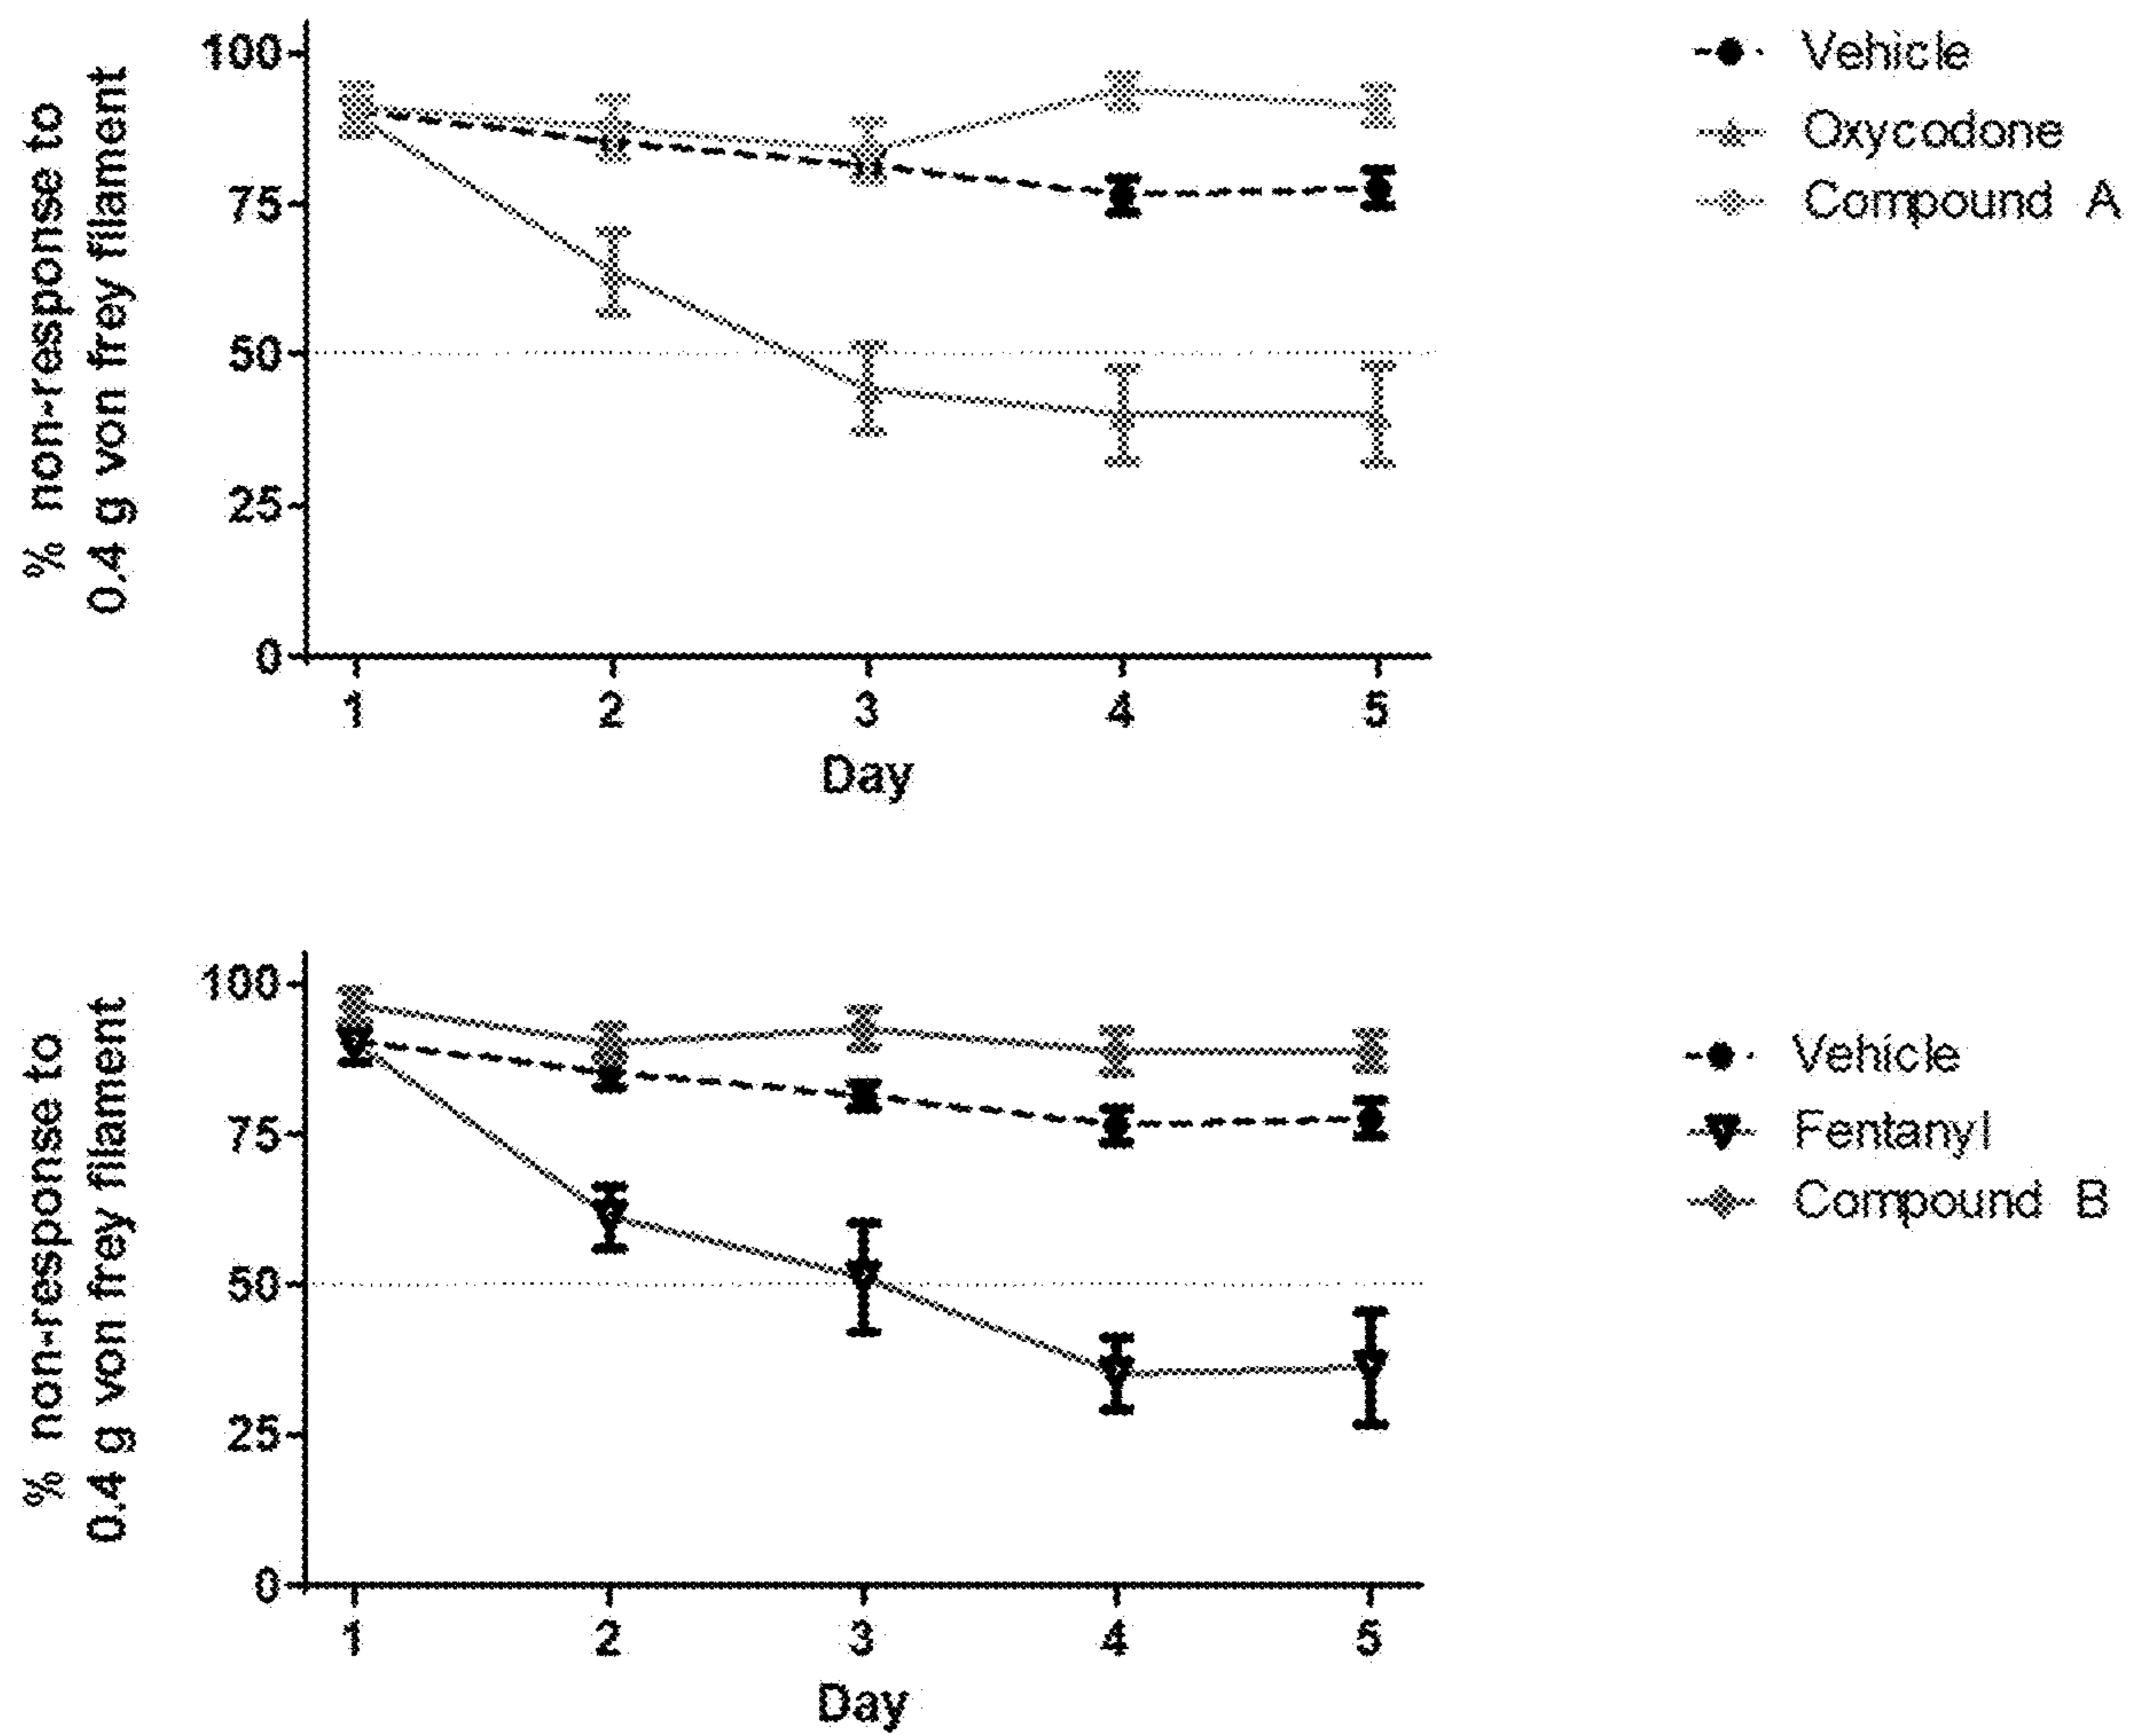 % non-response to
0.4 g von frey filament
100
75
50
25
0
1 2 3 4 5
Day
Vehicle
Oxycodone
Compound A
% non-response to
0.4 g von frey filament
100
75
50
25
0
1 2 3 4 5
Day
Vehicle
Fentanyl
Compound B